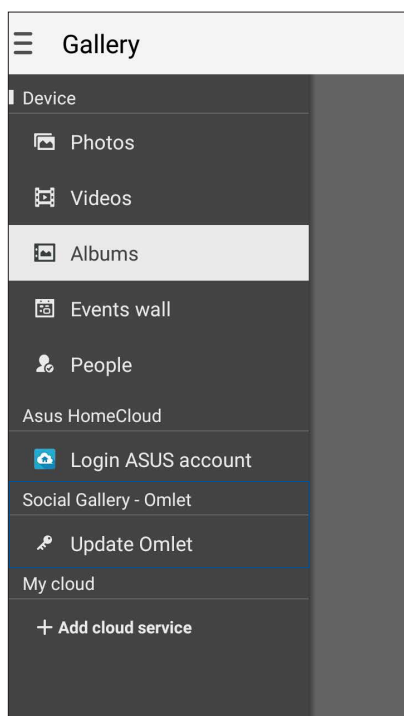 Gallery
Device
Photos
Videos
Albums
Events wall
People
Asus HomeCloud
Login ASUS account
Social Gallery - Omlet
Update Omlet
My cloud
+ Add cloud service